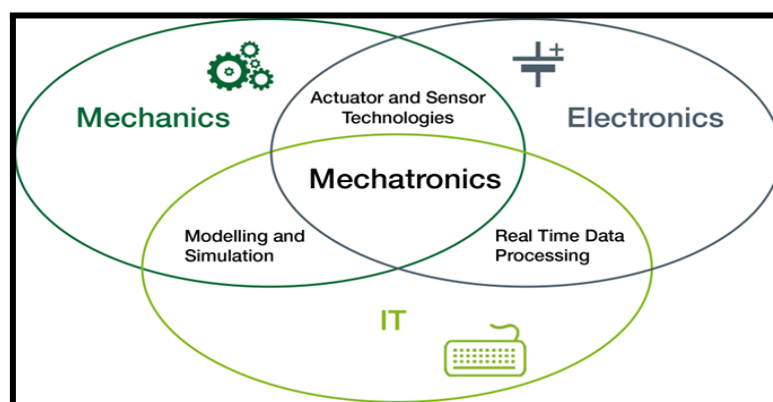 Actuator and Sensor
Technologies
Mechanics
Electronics
Mechatronics
Modelling and
Simulation
Real Time Data
Processing
IT